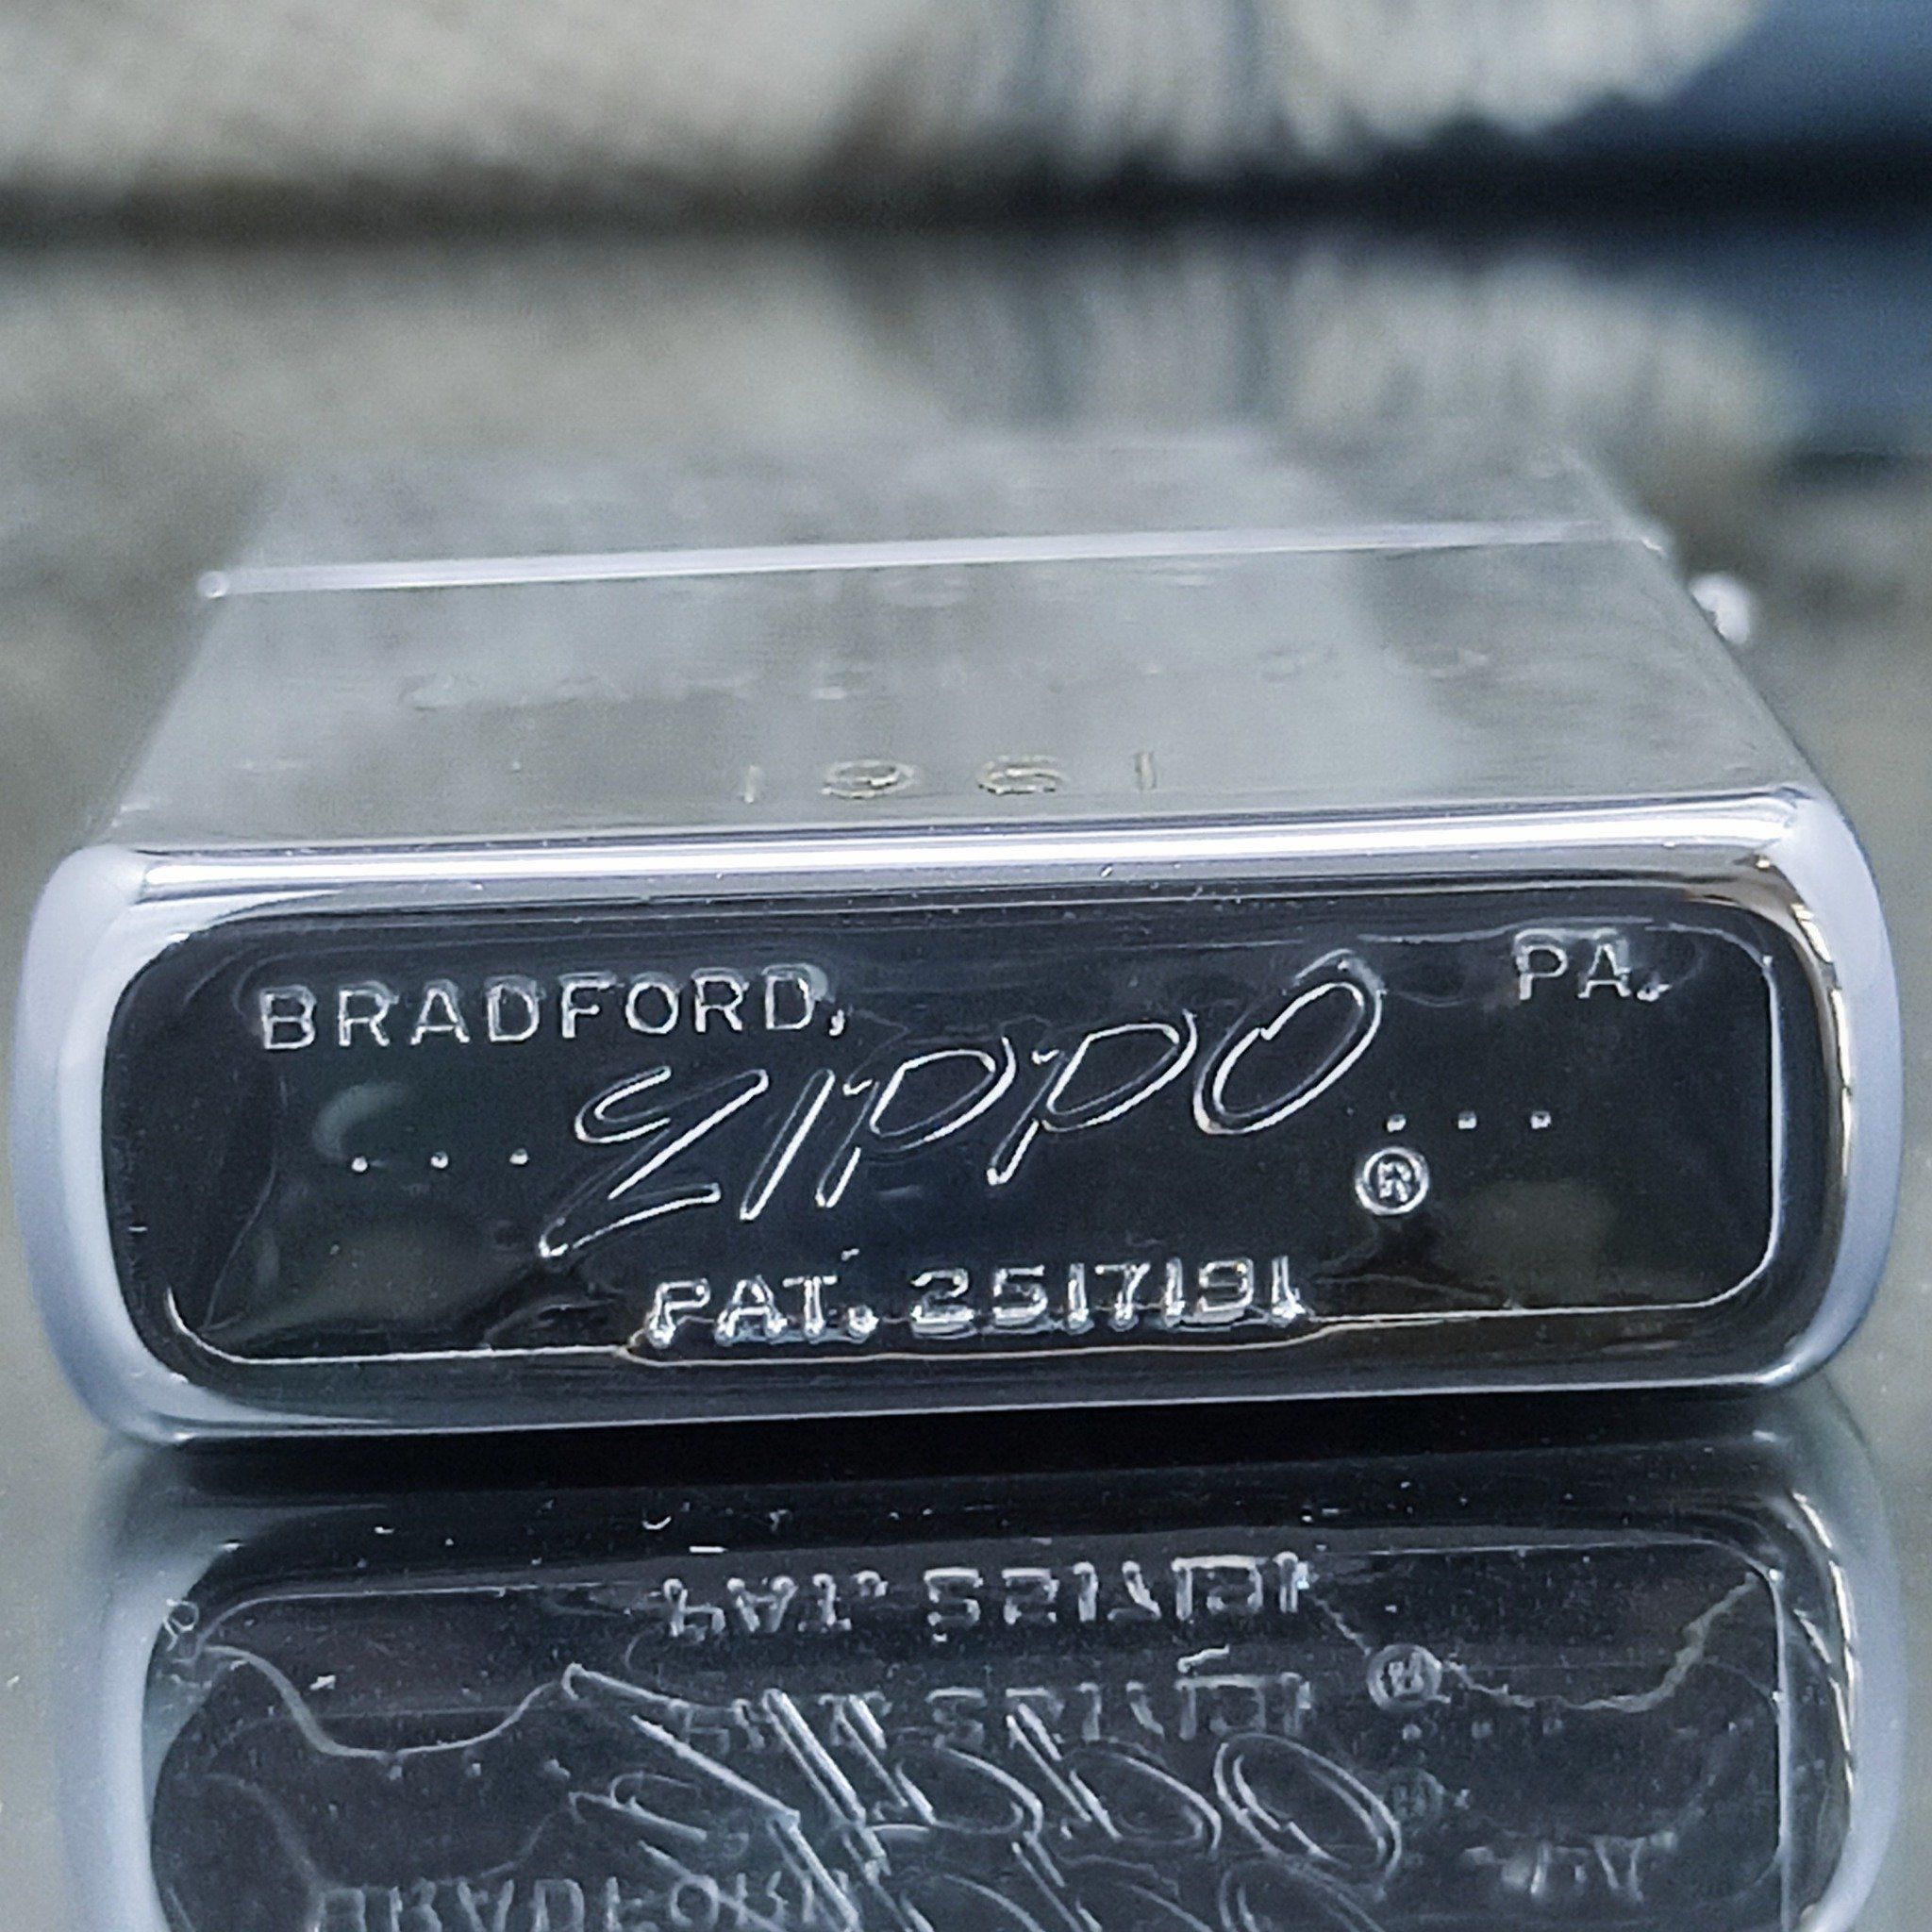 1961
BRADFORD, PA.
... ZIPPO ...
®
PAT. 2517191